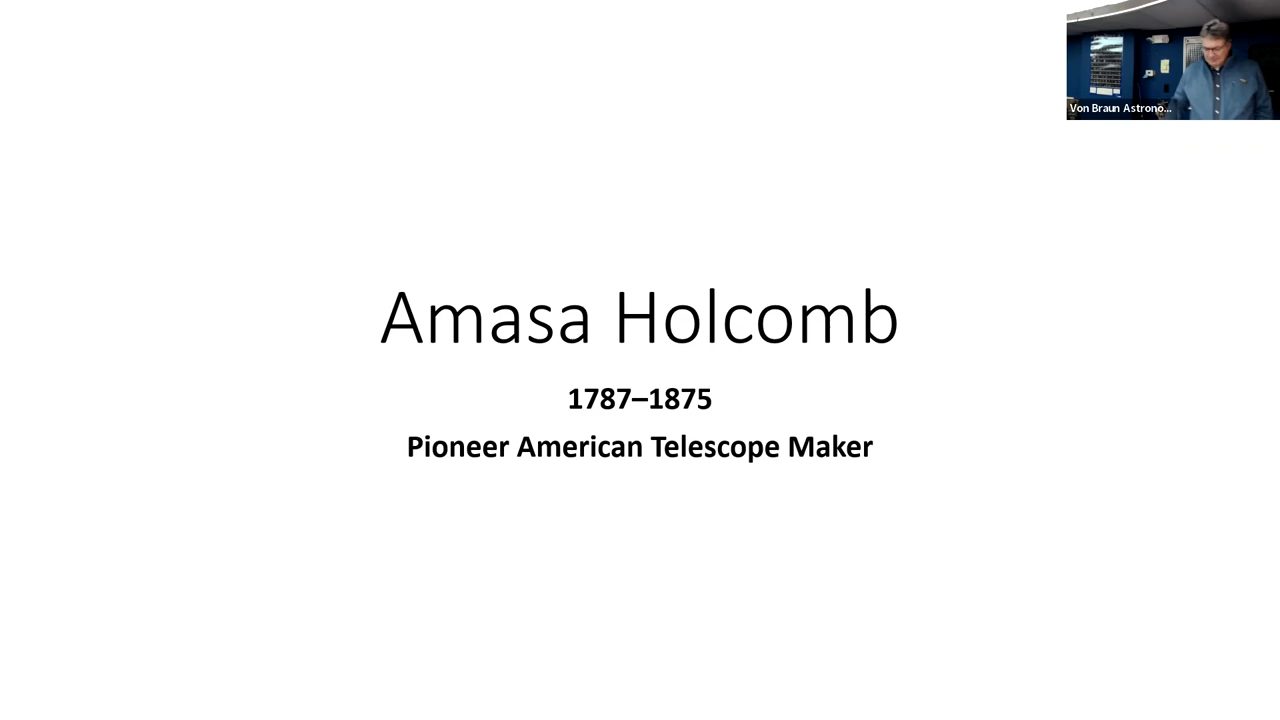 Von Braun Astrono...
Amasa Holcomb
1787–1875
Pioneer American Telescope Maker